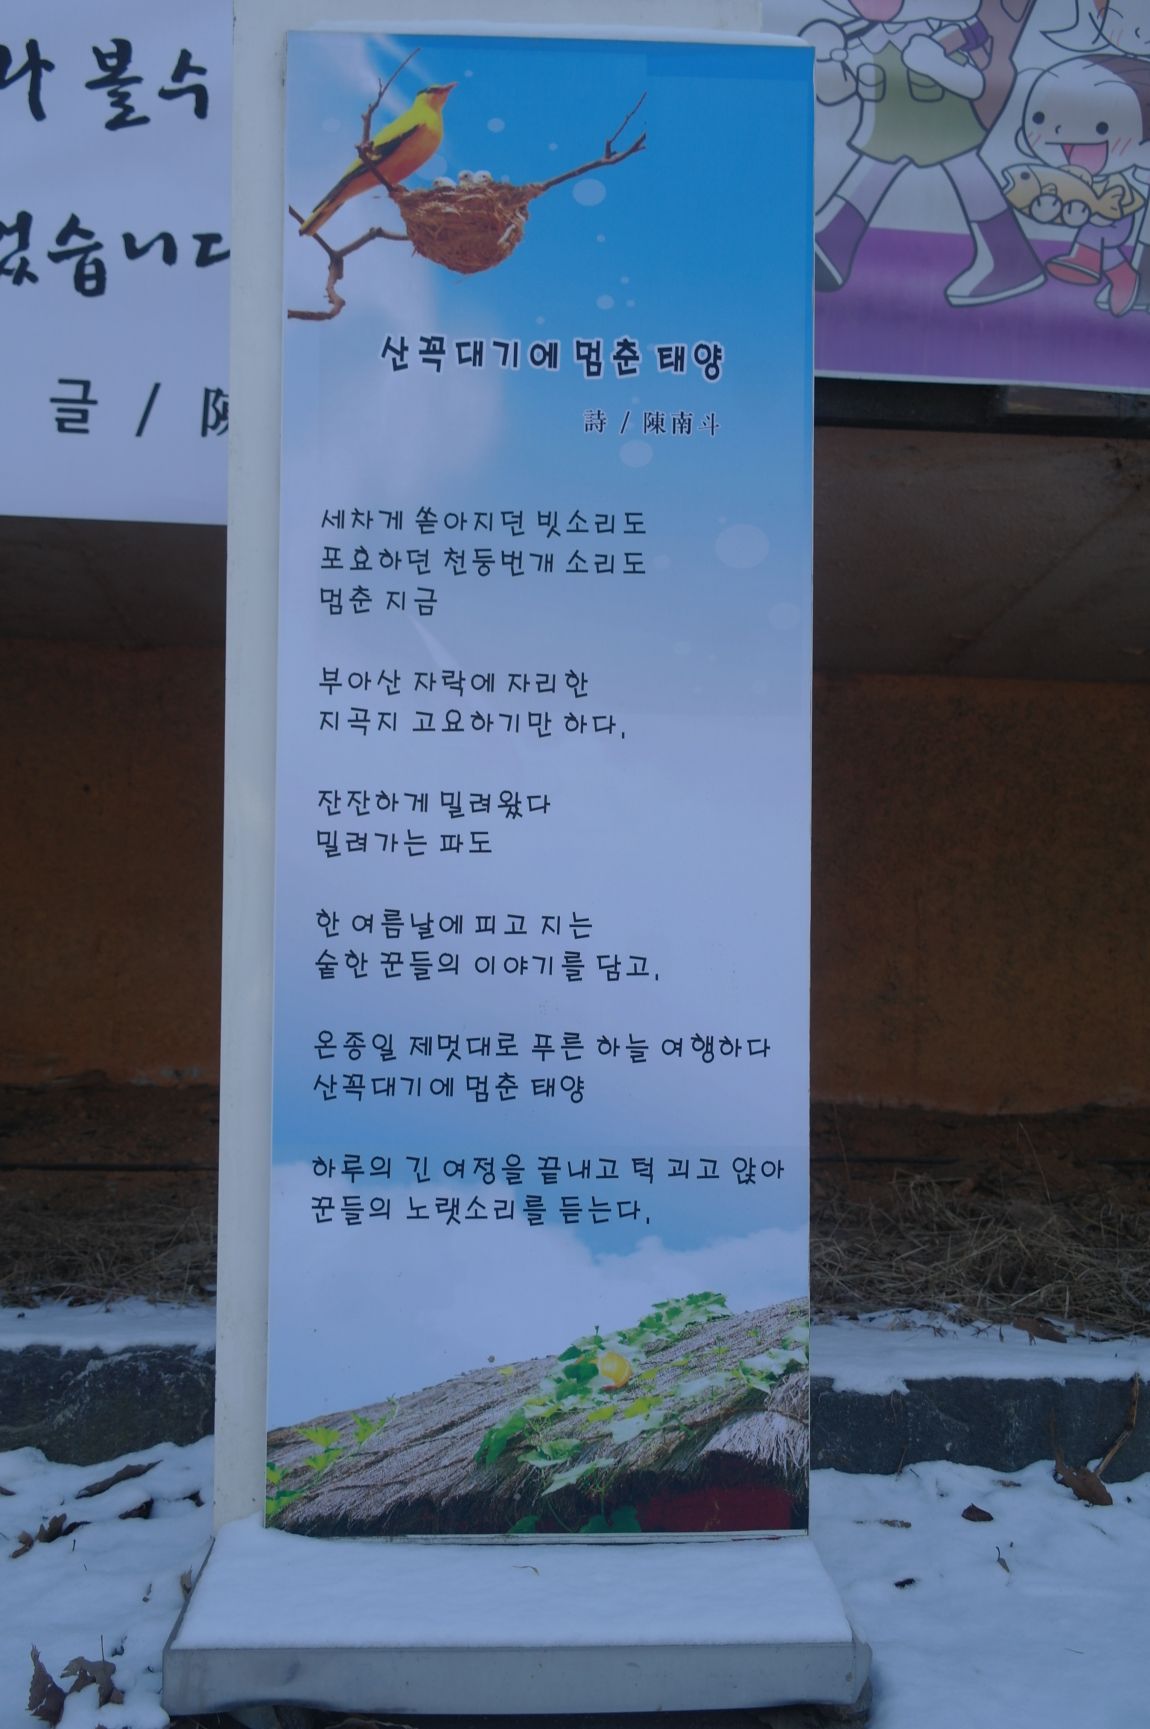 라 볼수
었습니다
글 / 陳
산꼭대기에 멈춘 태양
詩 / 陳南斗
세차게 쏟아지던 빗소리도
포효하던 천둥번개 소리도
멈춘 지금
부아산 자락에 자리한
지곡지 고요하기만 하다.
잔잔하게 밀려왔다
밀려가는 파도
한 여름날에 피고 지는
숱한 꾼들의 이야기를 담고.
온종일 제멋대로 푸른 하늘 여행하다
산꼭대기에 멈춘 태양
하루의 긴 여정을 끝내고 턱 괴고 앉아
꾼들의 노랫소리를 듣는다.